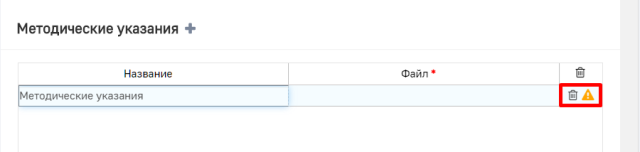 Методические указания +
Название Файл *
Методические указания